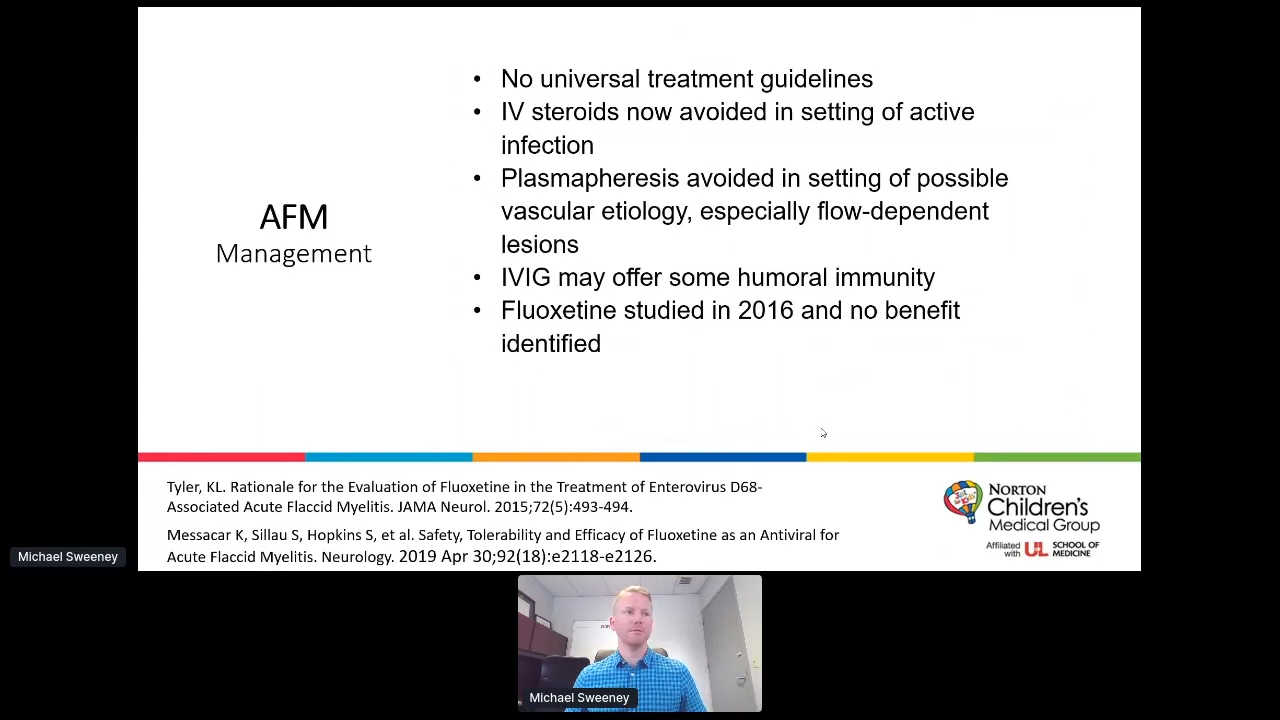 • No universal treatment guidelines
• IV steroids now avoided in setting of active
infection
• Plasmapheresis avoided in setting of possible
vascular etiology, especially flow-dependent
lesions
• IVIG may offer some humoral immunity
• Fluoxetine studied in 2016 and no benefit
identified
AFM
Management
Tyler, KL. Rationale for the Evaluation of Fluoxetine in the Treatment of Enterovirus D68-
Associated Acute Flaccid Myelitis. JAMA Neurol. 2015;72(5):493-494.
Messacar K, Sillau S, Hopkins S, et al. Safety, Tolerability and Efficacy of Fluoxetine as an Antiviral for
Acute Flaccid Myelitis. Neurology. 2019 Apr 30;92(18):e2118-e2126.
NORTON
Children's
Medical Group
Affiliated
with
UL SCHOOL OF
MEDICINE
Michael Sweeney
Michael Sweeney